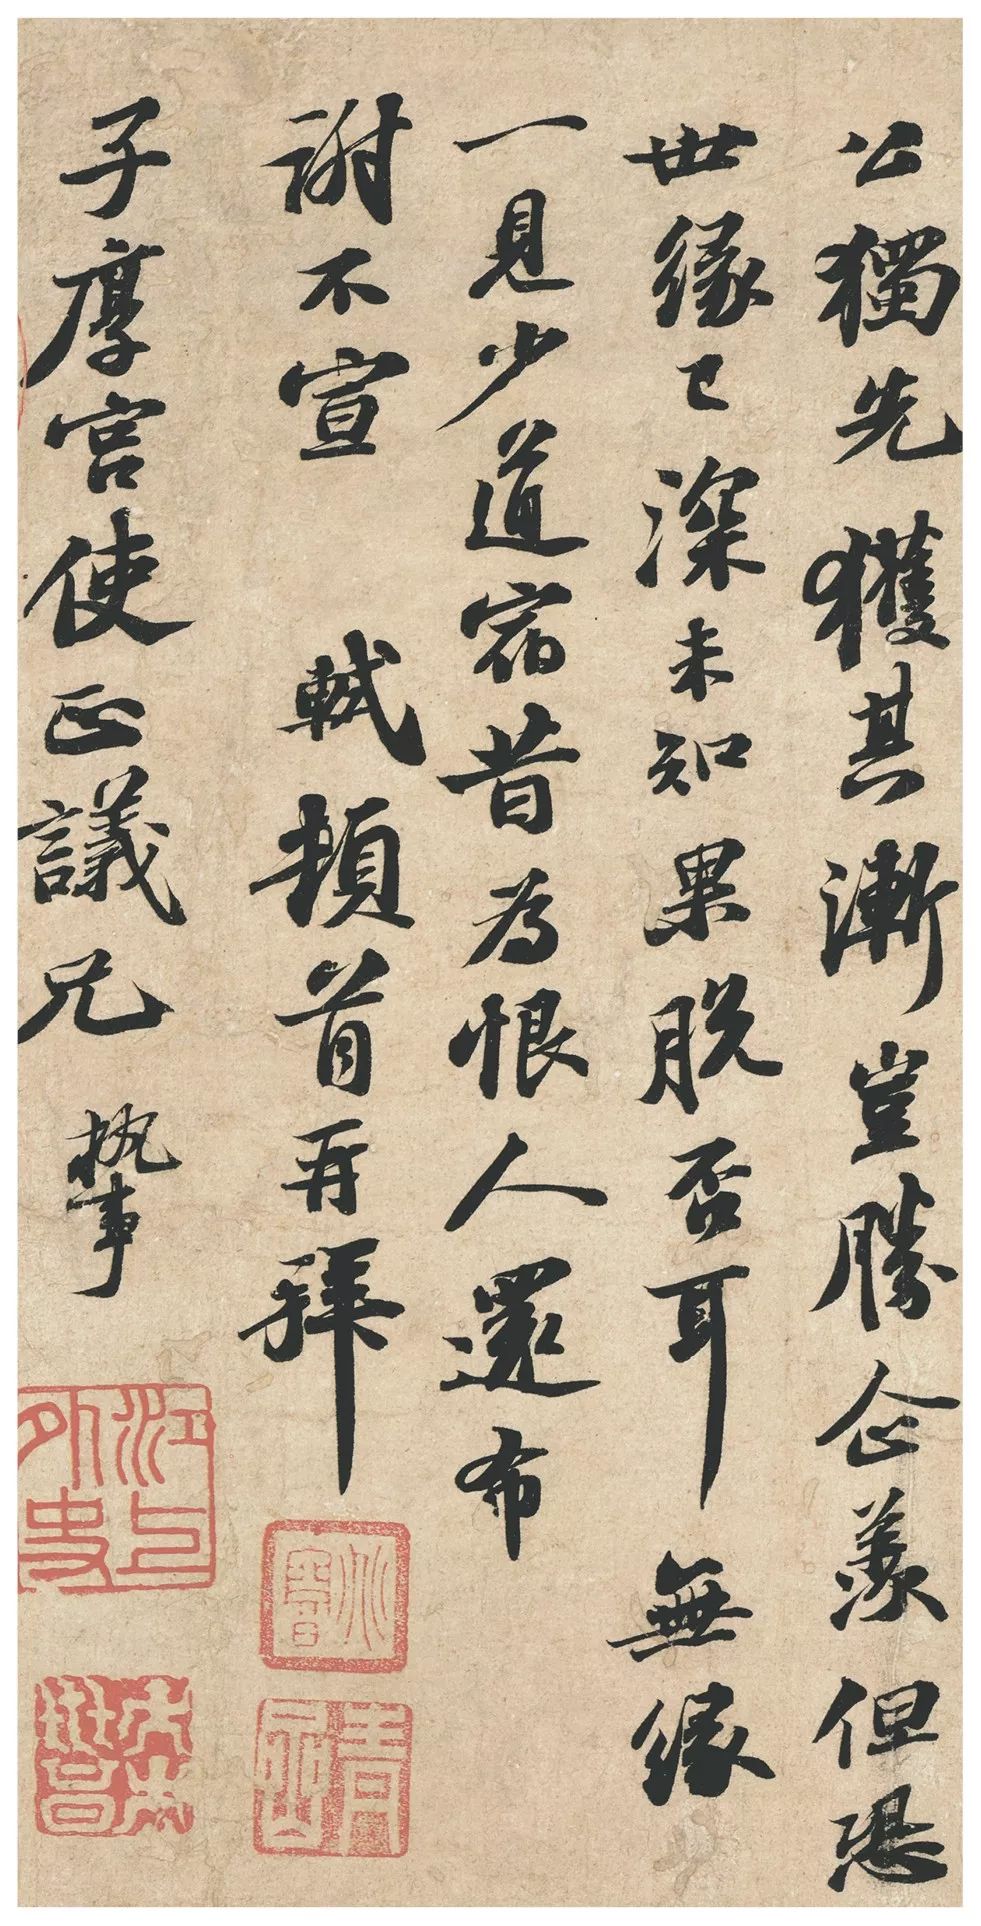 公獨先獲其漸豈勝企羨但恐
世緣已深未知果脫否耳無緣
一見少道宿昔為恨人還布
謝不宣 軾頓首再拜
子厚宮使正議兄 執事
江上外史